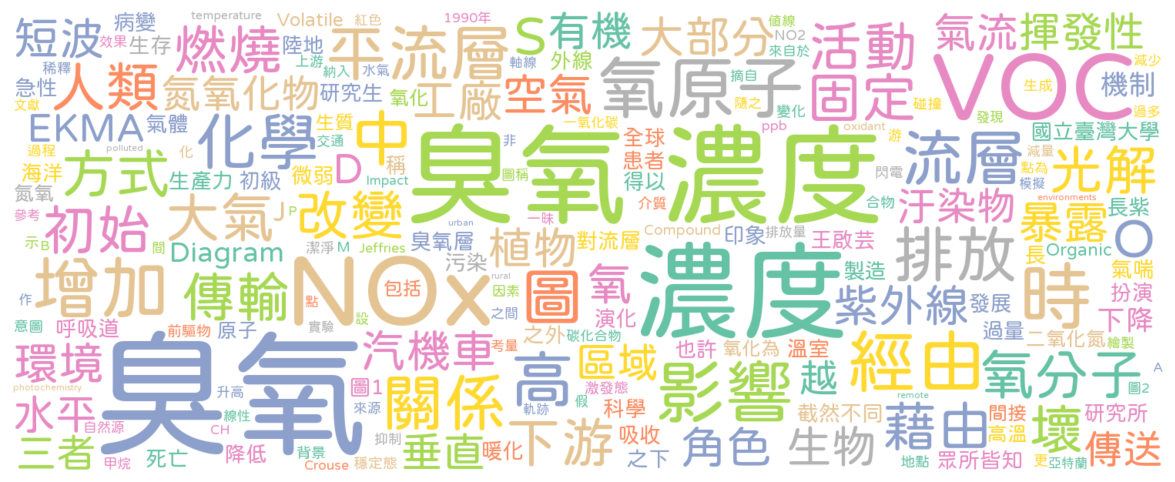 短波
病變
temperature
Volatile
紅色
1990年
S
有機
大部分
值線
NO2
活動
氣流
揮發性
效果
生存
燃燒
陸地
上游
平流層
軸線
外線
來自於
減少
稀釋
納入
水氣
急性
人類
氮氧化物
研究生
氧化
工廠
空氣
氧原子
摘自
隨之
變化
固定
碰撞
VOC
生成
機制
過多
文獻
EKMA
氣體
化學
生質
交通
中
一氧化碳
非
全球
ppb
oxidant
游
發現
國立臺灣大學
過程
polluted
化
稱
臭氧濃度
患者
閃電
流層
減量
點為
模擬
光解
海洋
方式
生產力
初級
微弱
D
Impact
圖稱
得以
介質
合物
environments
氮氧
參考
初始
大氣
J
P
改變
urban
一味
Compound
排放量
汙染物
暴露
長紫
O
示
B
間
Diagram
潔淨
M
Jeffries
臭氧層
植物
對流層
印象
王啟芸
排放
長
Organic
增加
傳輸
NOx
包括
污染
rural
因素
圖
氧
濃度
製造
紫外線
發展
時
氣喘
扮演
作
點
之間
演化
過量
下降
意圖
呼吸道
前驅物
原子
實驗
設
考量
之外
碳化合物
二氧化氮
繪製
環境
臭氧
汽機車
高
區域
也許
氧化為
溫室
越
經由
氧分子
A
photochemistry
升高
圖1
激發態
影響
圖2
水平
自然源
線性
來源
關係
軌跡
假
科學
截然不同
remote
藉由
間接
研究所
CH
三者
甲烷
死亡
降低
背景
Crouse
抑制
穩定態
垂直
暖化
下游
吸收
之下
角色
生物
地點
高溫
眾所皆知
壞
更
亞特蘭
傳送